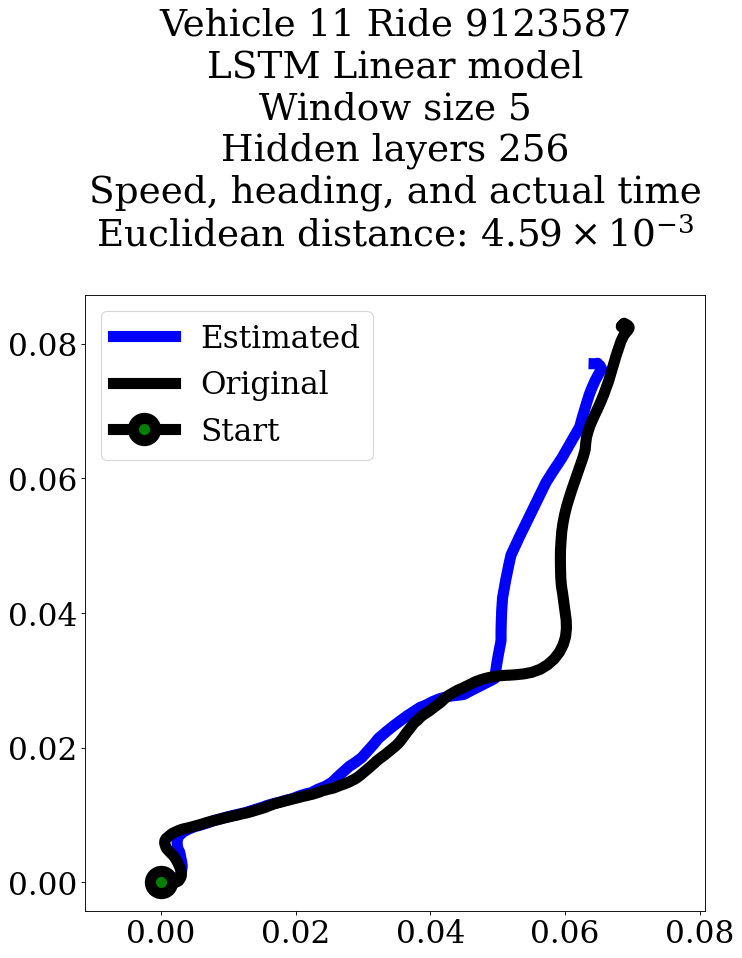 Vehicle 11 Ride 9123587
LSTM Linear model
Window size 5
Hidden layers 256
Speed, heading, and actual time
Euclidean distance: 4.59 × 10⁻³
Estimated
Original
Start
0.08
0.06
0.04
0.02
0.00
0.00 0.02 0.04 0.06 0.08